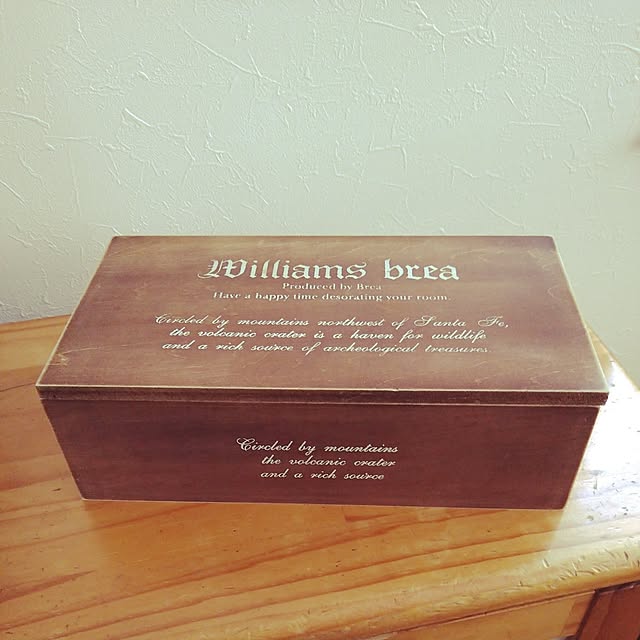 Williams brea
Produced by Brea
Have a happy time desorating your room.
Circled by mountains northwest of Santa Fe,
the volcanic crater is a haven for wildlife
and a rich source of archeological treasures.
Circled by mountains
the volcanic crater
and a rich source